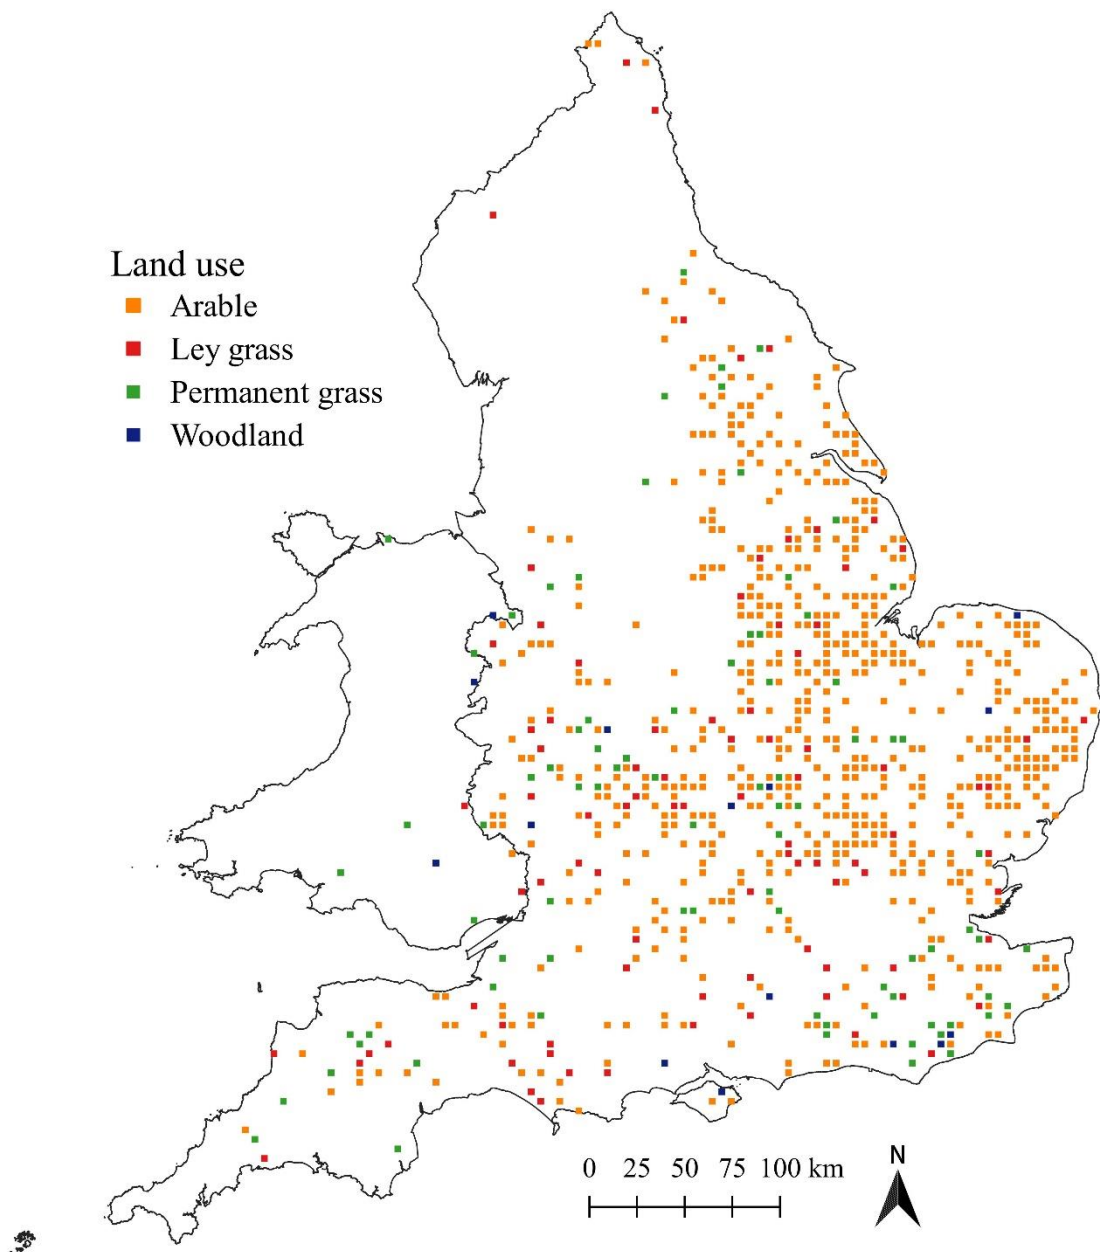 Land use
Arable
Ley grass
Permanent grass
Woodland
0 25 50 75 100 km
N